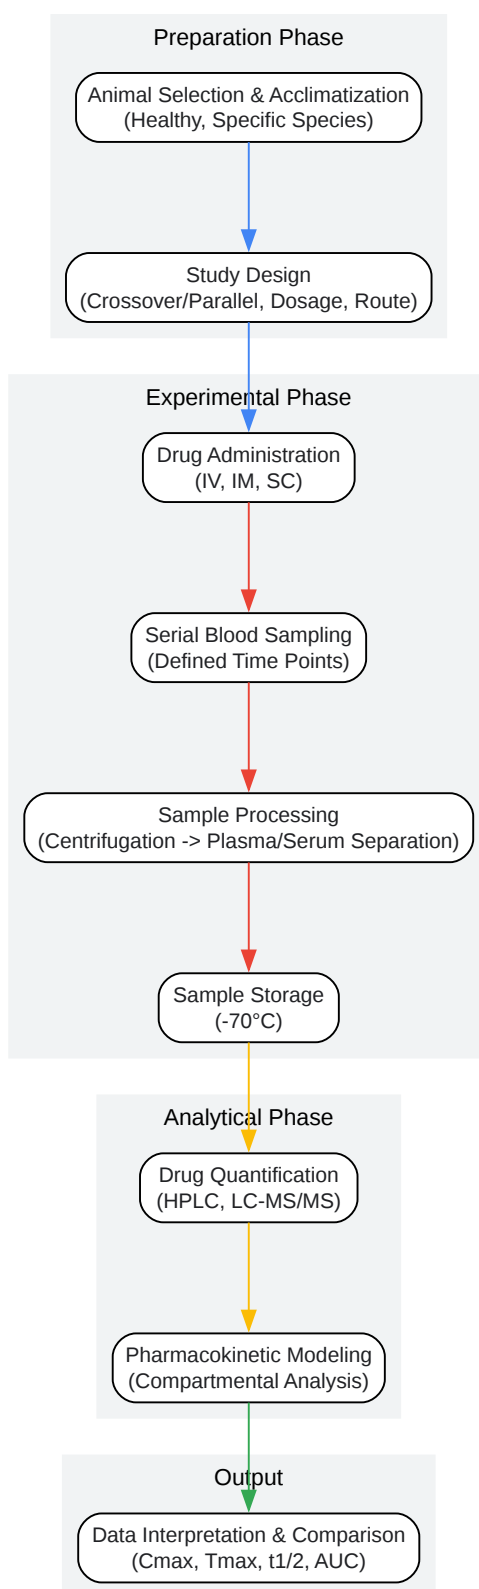 Preparation Phase
Animal Selection & Acclimatization
(Healthy, Specific Species)
Study Design
(Crossover/Parallel, Dosage, Route)
Experimental Phase
Drug Administration
(IV, IM, SC)
Serial Blood Sampling
(Defined Time Points)
Sample Processing
(Centrifugation -> Plasma/Serum Separation)
Sample Storage
(-70°C)
Analytical Phase
Drug Quantification
(HPLC, LC-MS/MS)
Pharmacokinetic Modeling
(Compartmental Analysis)
Output
Data Interpretation & Comparison
(Cmax, Tmax, t1/2, AUC)